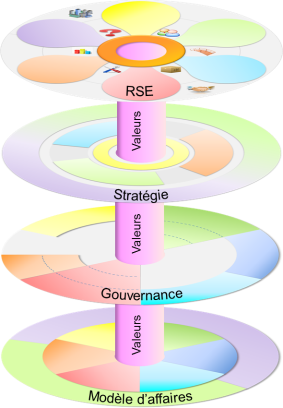 RSE
Valeurs
Stratégie
Valeurs
Gouvernance
Valeurs
Modèle d'affaires